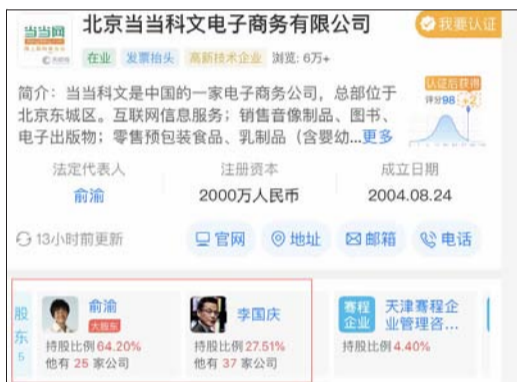 当当网
北京当当科文电子商务有限公司
我要认证
在业 发票抬头 高新技术企业 浏览: 6万+
简介：当当科文是中国的一家电子商务公司，总部位于
北京东城区。互联网信息服务；销售音像制品、图书、
电子出版物；零售预包装食品、乳制品（含婴幼...更多
认证后获得
评分98 +2
法定代表人 注册资本 成立日期
俞渝 2000万人民币 2004.08.24
13小时前更新 官网 地址 邮箱 电话
股东 5
俞渝
大股东
持股比例 64.20%
他有 25 家公司
李国庆
持股比例 27.51%
他有 37 家公司
赛程企业
天津赛程企
业管理咨...
持股比例 4.40%